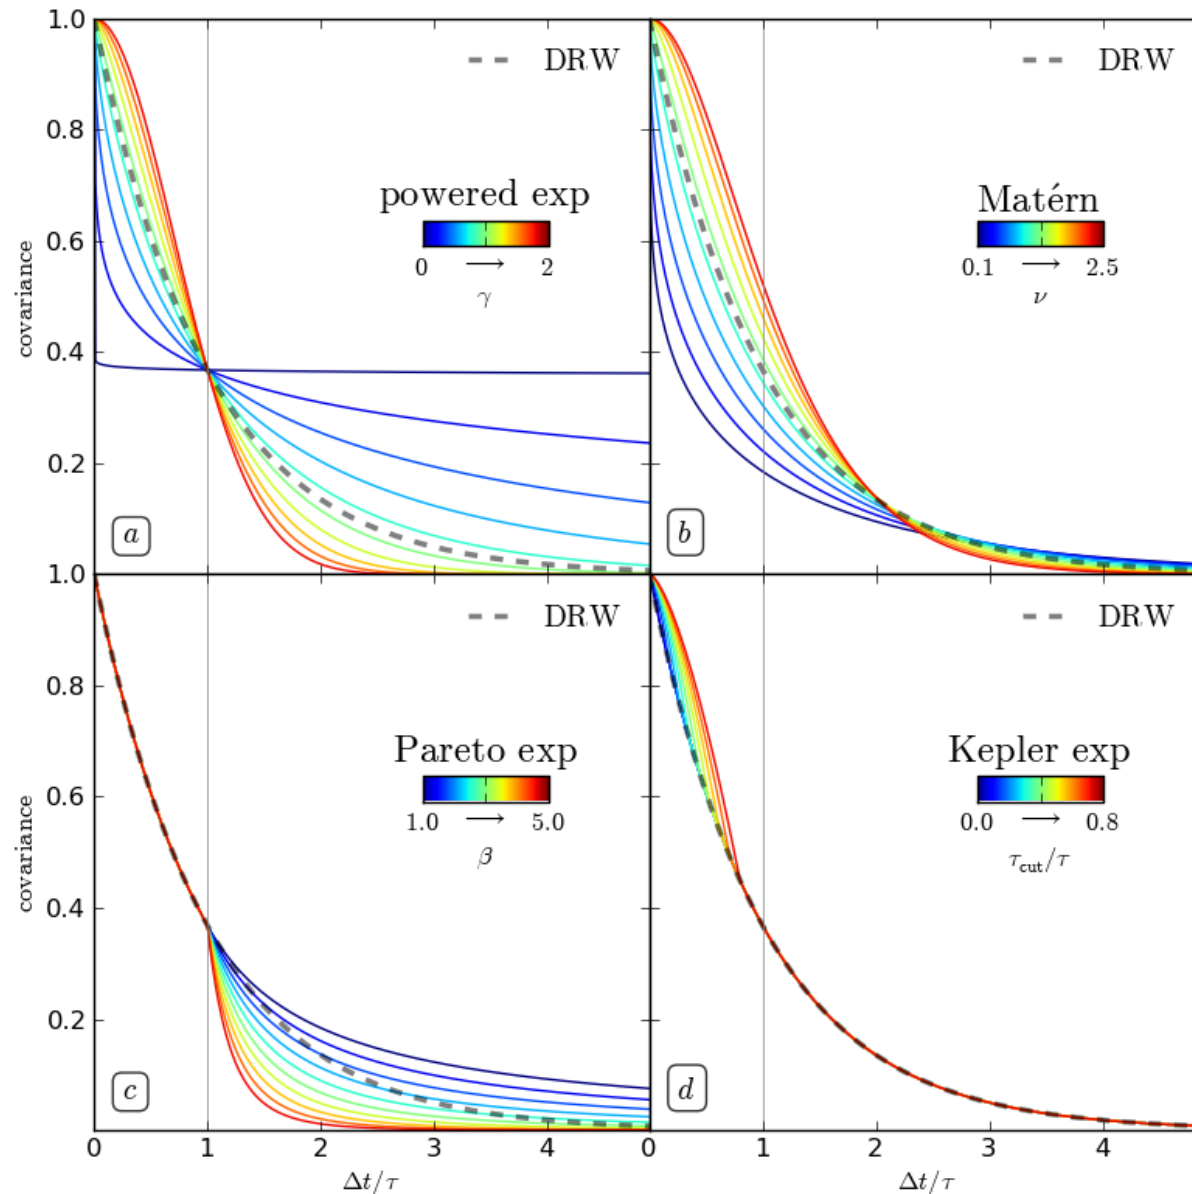 1.0
0.8
0.6
0.4
0.2
covariance
DRW
powered exp
0 → 2
γ
a
DRW
Matérn
0.1 → 2.5
ν
b
1.0
0.8
0.6
0.4
0.2
covariance
DRW
Pareto exp
1.0 → 5.0
β
c
0 1 2 3 4
Δt/τ
DRW
Kepler exp
0.0 → 0.8
τcut/τ
d
0 1 2 3 4
Δt/τ